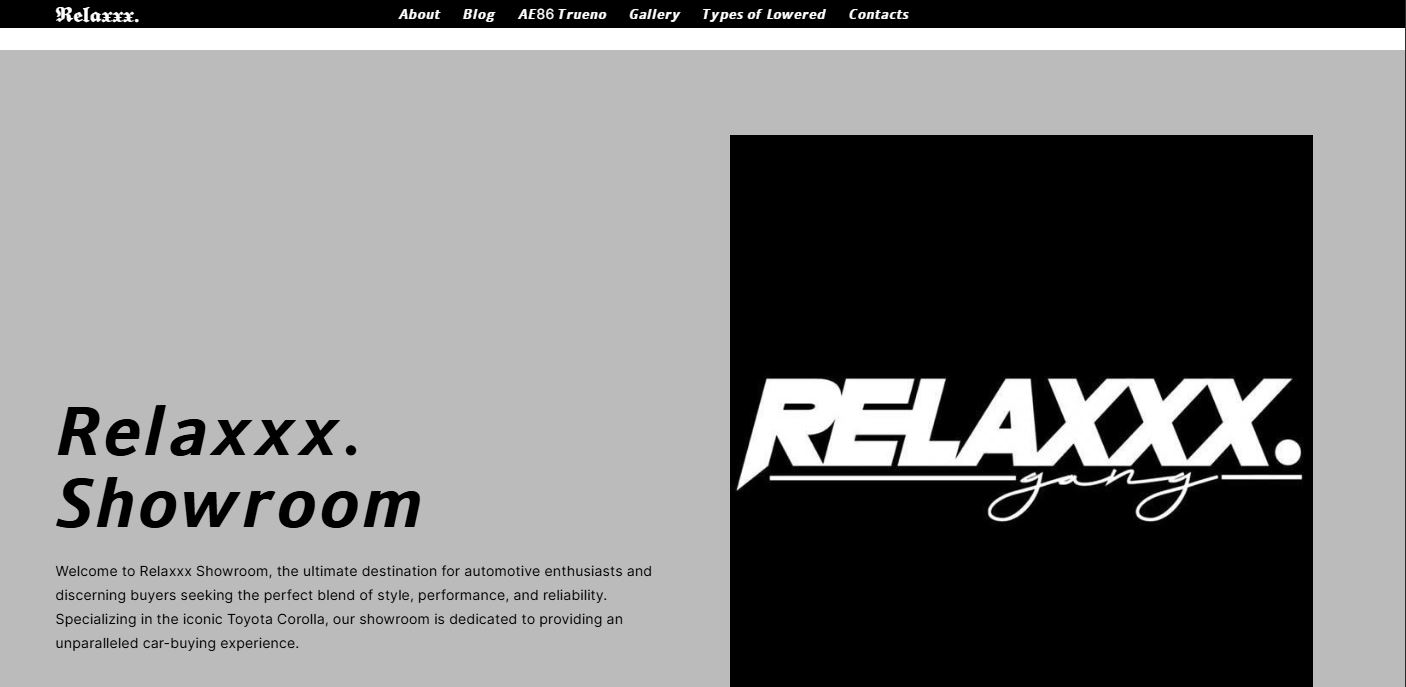 Relaxxx.
About Blog AE86 Trueno Gallery Types of Lowered Contacts
Relaxxx.
Showroom
Welcome to Relaxxx Showroom, the ultimate destination for automotive enthusiasts and
discerning buyers seeking the perfect blend of style, performance, and reliability.
Specializing in the iconic Toyota Corolla, our showroom is dedicated to providing an
unparalleled car-buying experience.
RELAXXX.
gang